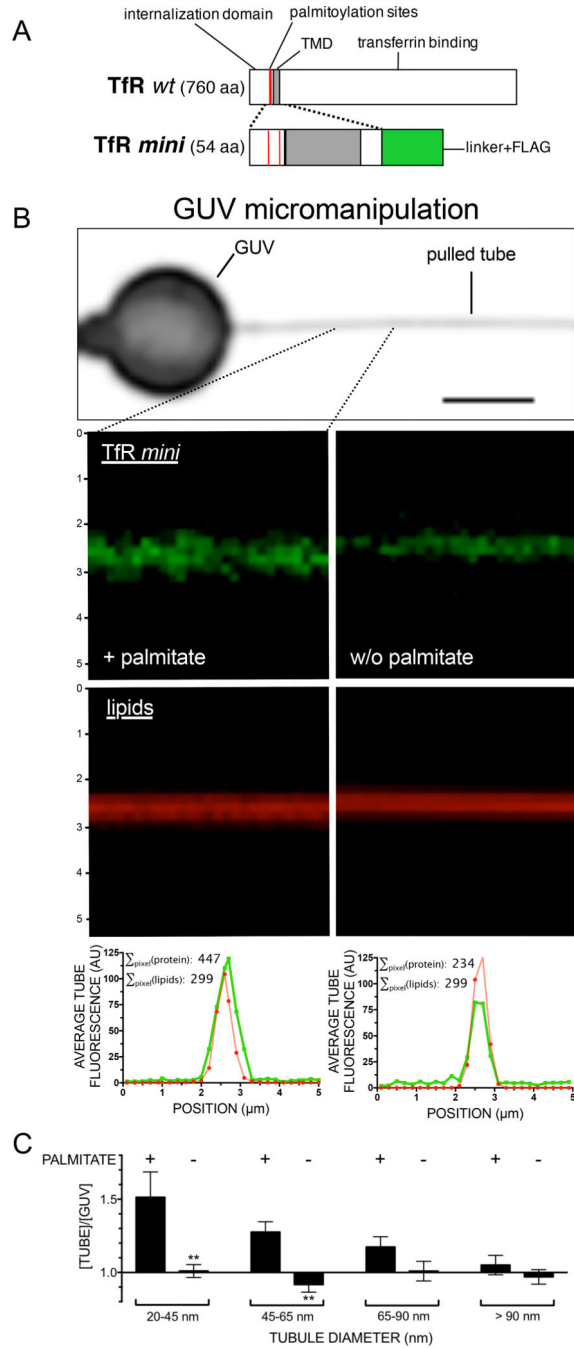 A
internalization domain
palmitoylation sites
TMD
transferrin binding
TfR wt (760 aa)
TfR mini (54 aa)
linker+FLAG
GUV micromanipulation
B
GUV
pulled tube
0
TfR mini
1
2
3
4
5
+ palmitate
w/o palmitate
0
lipids
1
2
3
4
5
AVERAGE TUBE
FLUORESCENCE (AU)
125
100
75
50
25
0
∑pixel(protein): 447
∑pixel(lipids): 299
0 1 2 3 4 5
POSITION (µm)
AVERAGE TUBE
FLUORESCENCE (AU)
125
100
75
50
25
0
∑pixel(protein): 234
∑pixel(lipids): 299
0 1 2 3 4 5
POSITION (µm)
C
PALMITATE + - + - + - + -
[TUBE]/[GUV]
1.5
1.0
**
**
20-45 nm 45-65 nm 65-90 nm > 90 nm
TUBULE DIAMETER (nm)